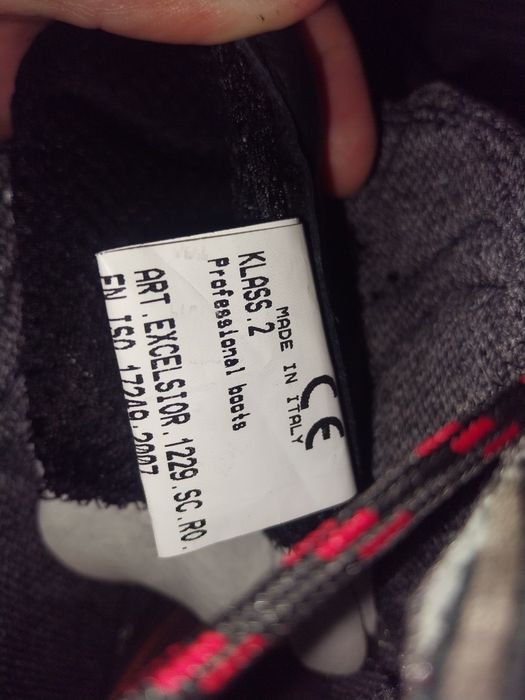 CE
MADE IN ITALY
KLASS.2
Professional boots
ART.EXCELSIOR.1229.SC.RO.
EN ISO 17249.2007